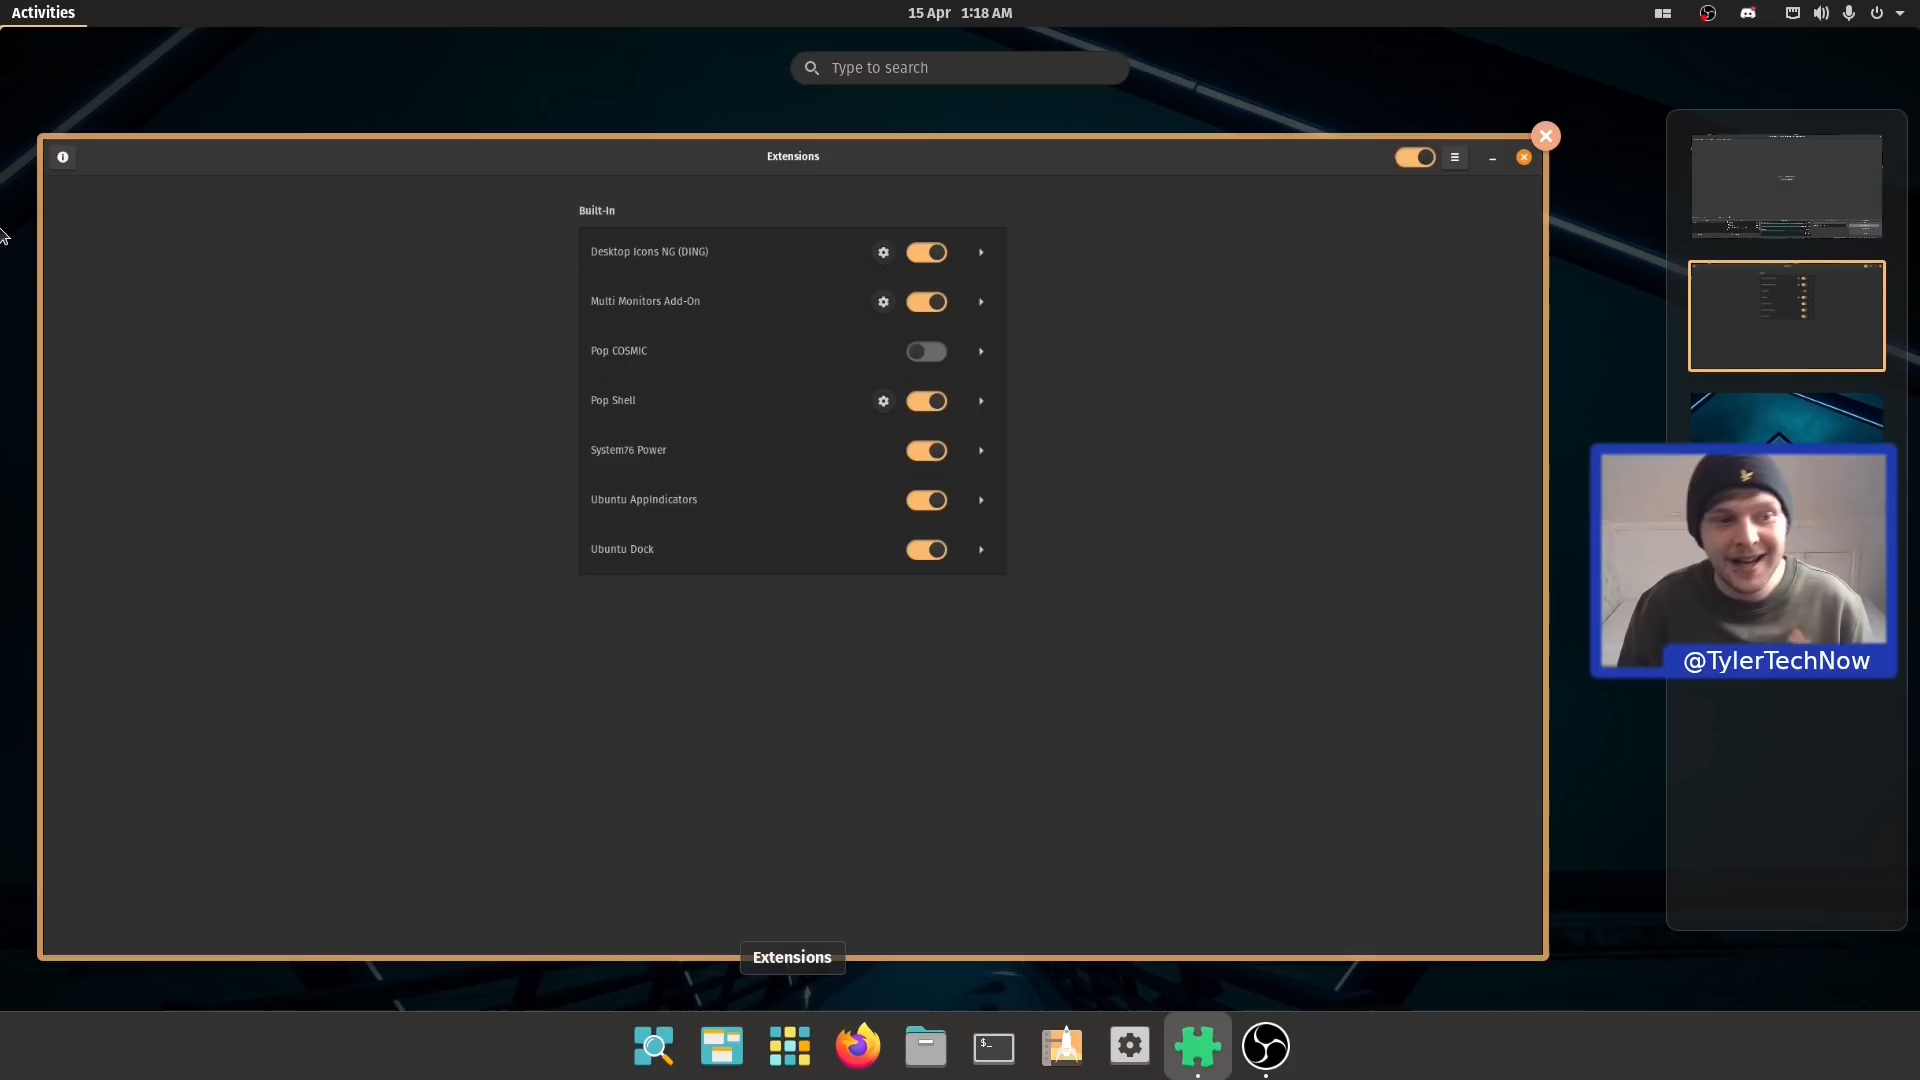 Activities
15 Apr 1:18 AM
Type to search
Extensions
Built-In
Desktop Icons NG (DING)
Multi Monitors Add-On
Pop COSMIC
Pop Shell
System76 Power
Ubuntu AppIndicators
Ubuntu Dock
@TylerTechNow
Extensions
$_